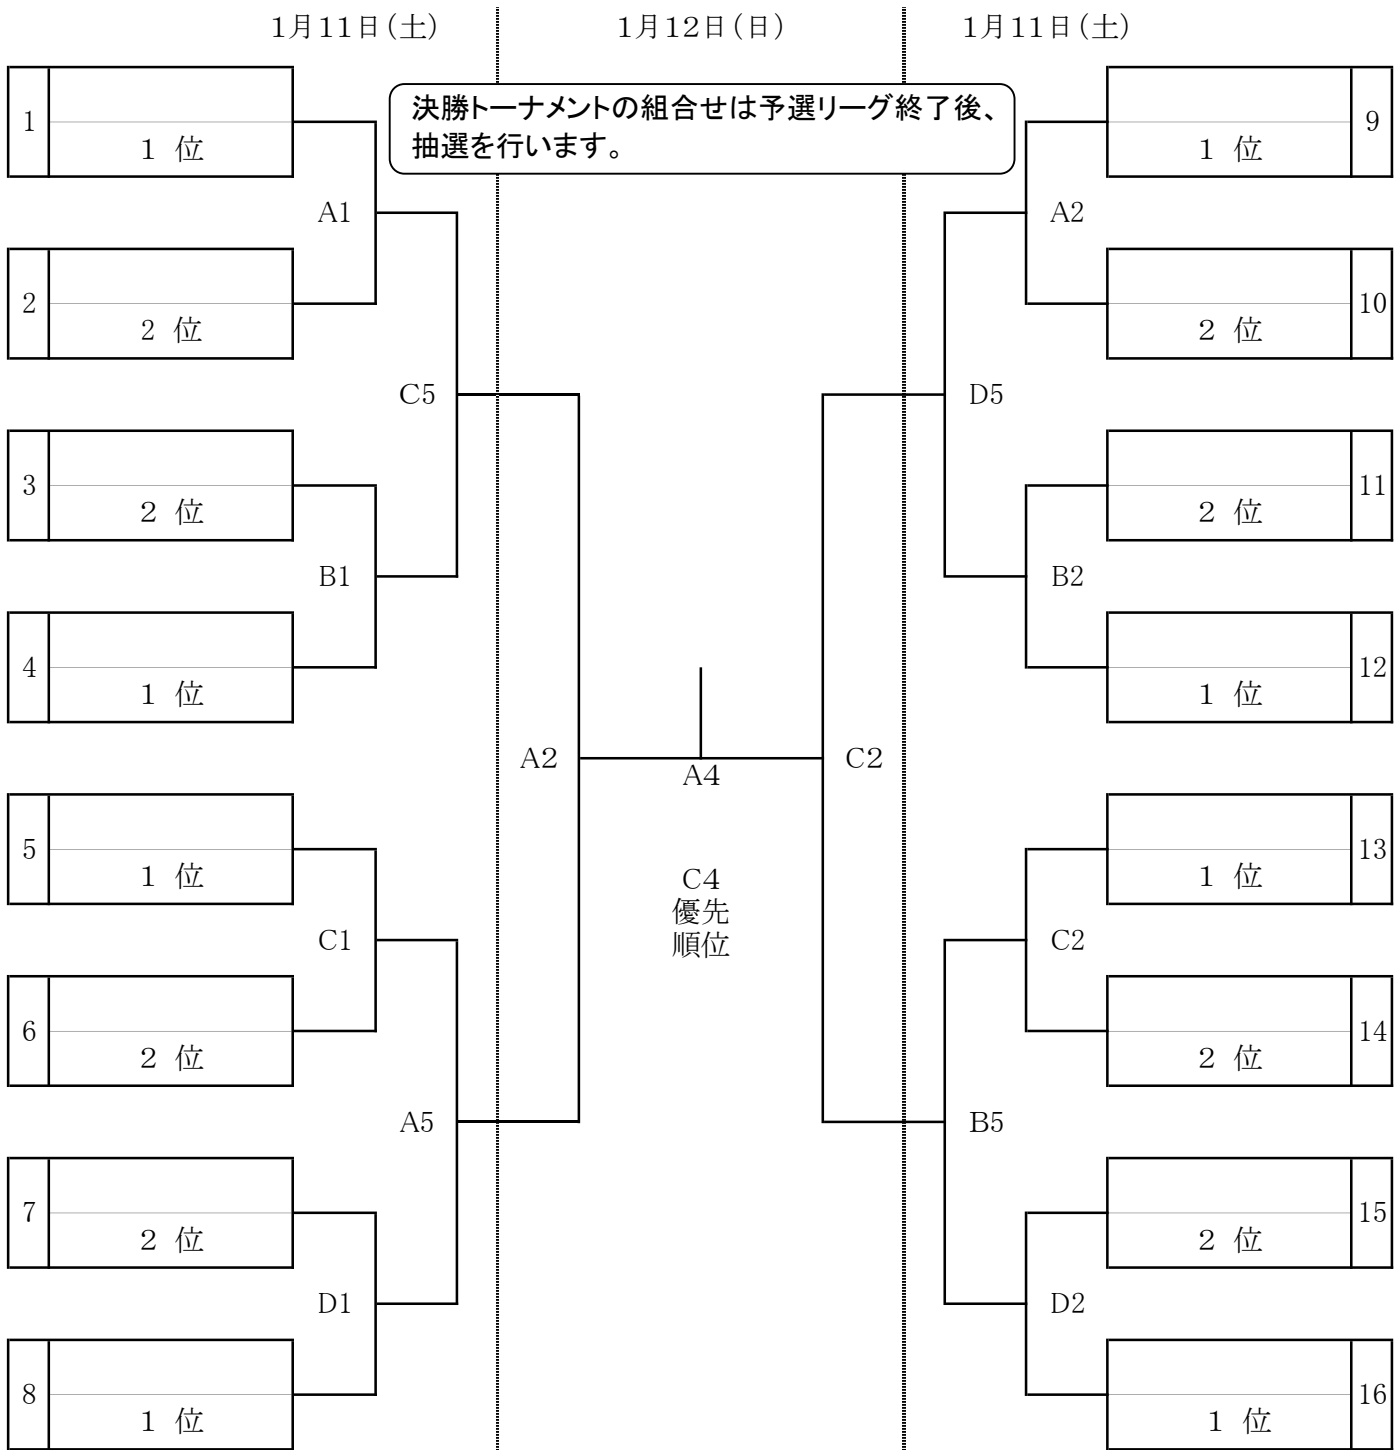 1月11日(土)
1月12日(日)
1月11日(土)
決勝トーナメントの組合せは予選リーグ終了後、
抽選を行います。
1
1 位
9
1 位
A1
A2
2
2 位
10
2 位
C5
D5
3
2 位
11
2 位
B1
B2
4
1 位
12
1 位
A2
A4
C2
5
1 位
13
1 位
C4
優先
順位
C1
C2
6
2 位
14
2 位
A5
B5
7
2 位
15
2 位
D1
D2
8
1 位
16
1 位